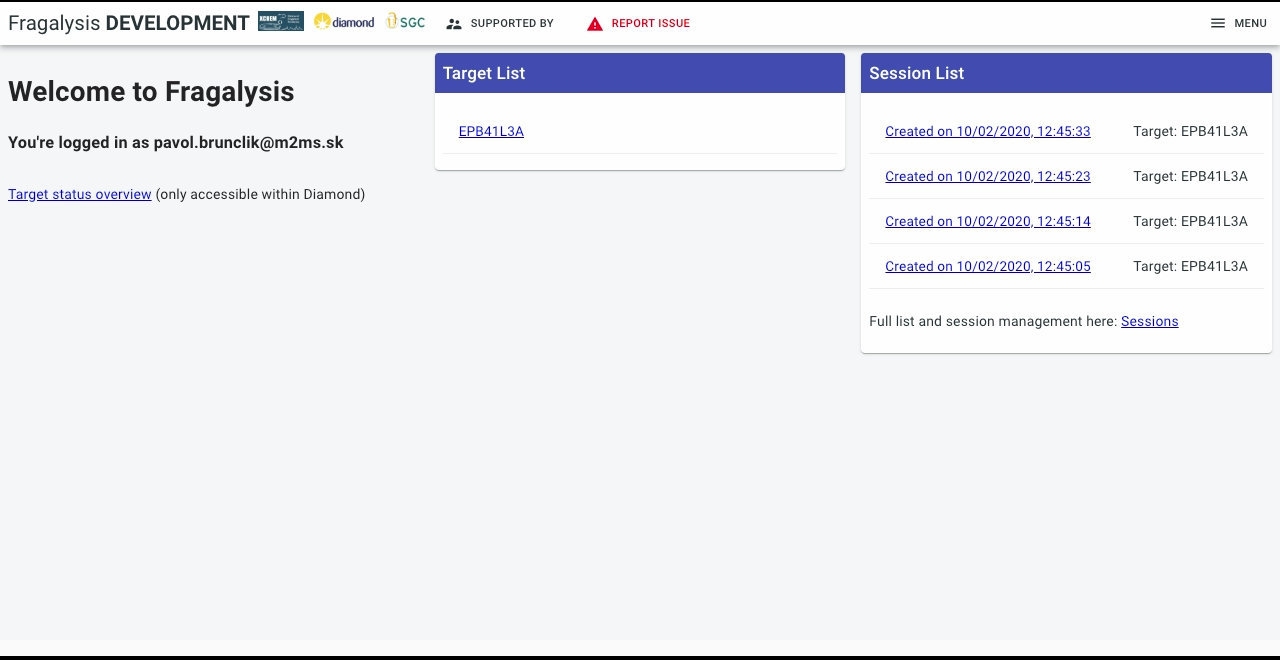 Fragalysis DEVELOPMENT XCHEM diamond SGC SUPPORTED BY REPORT ISSUE MENU
Welcome to Fragalysis
You're logged in as pavol.brunclik@m2ms.sk
Target status overview (only accessible within Diamond)
Target List
EPB41L3A
Session List
Created on 10/02/2020, 12:45:33 Target: EPB41L3A
Created on 10/02/2020, 12:45:23 Target: EPB41L3A
Created on 10/02/2020, 12:45:14 Target: EPB41L3A
Created on 10/02/2020, 12:45:05 Target: EPB41L3A
Full list and session management here: Sessions